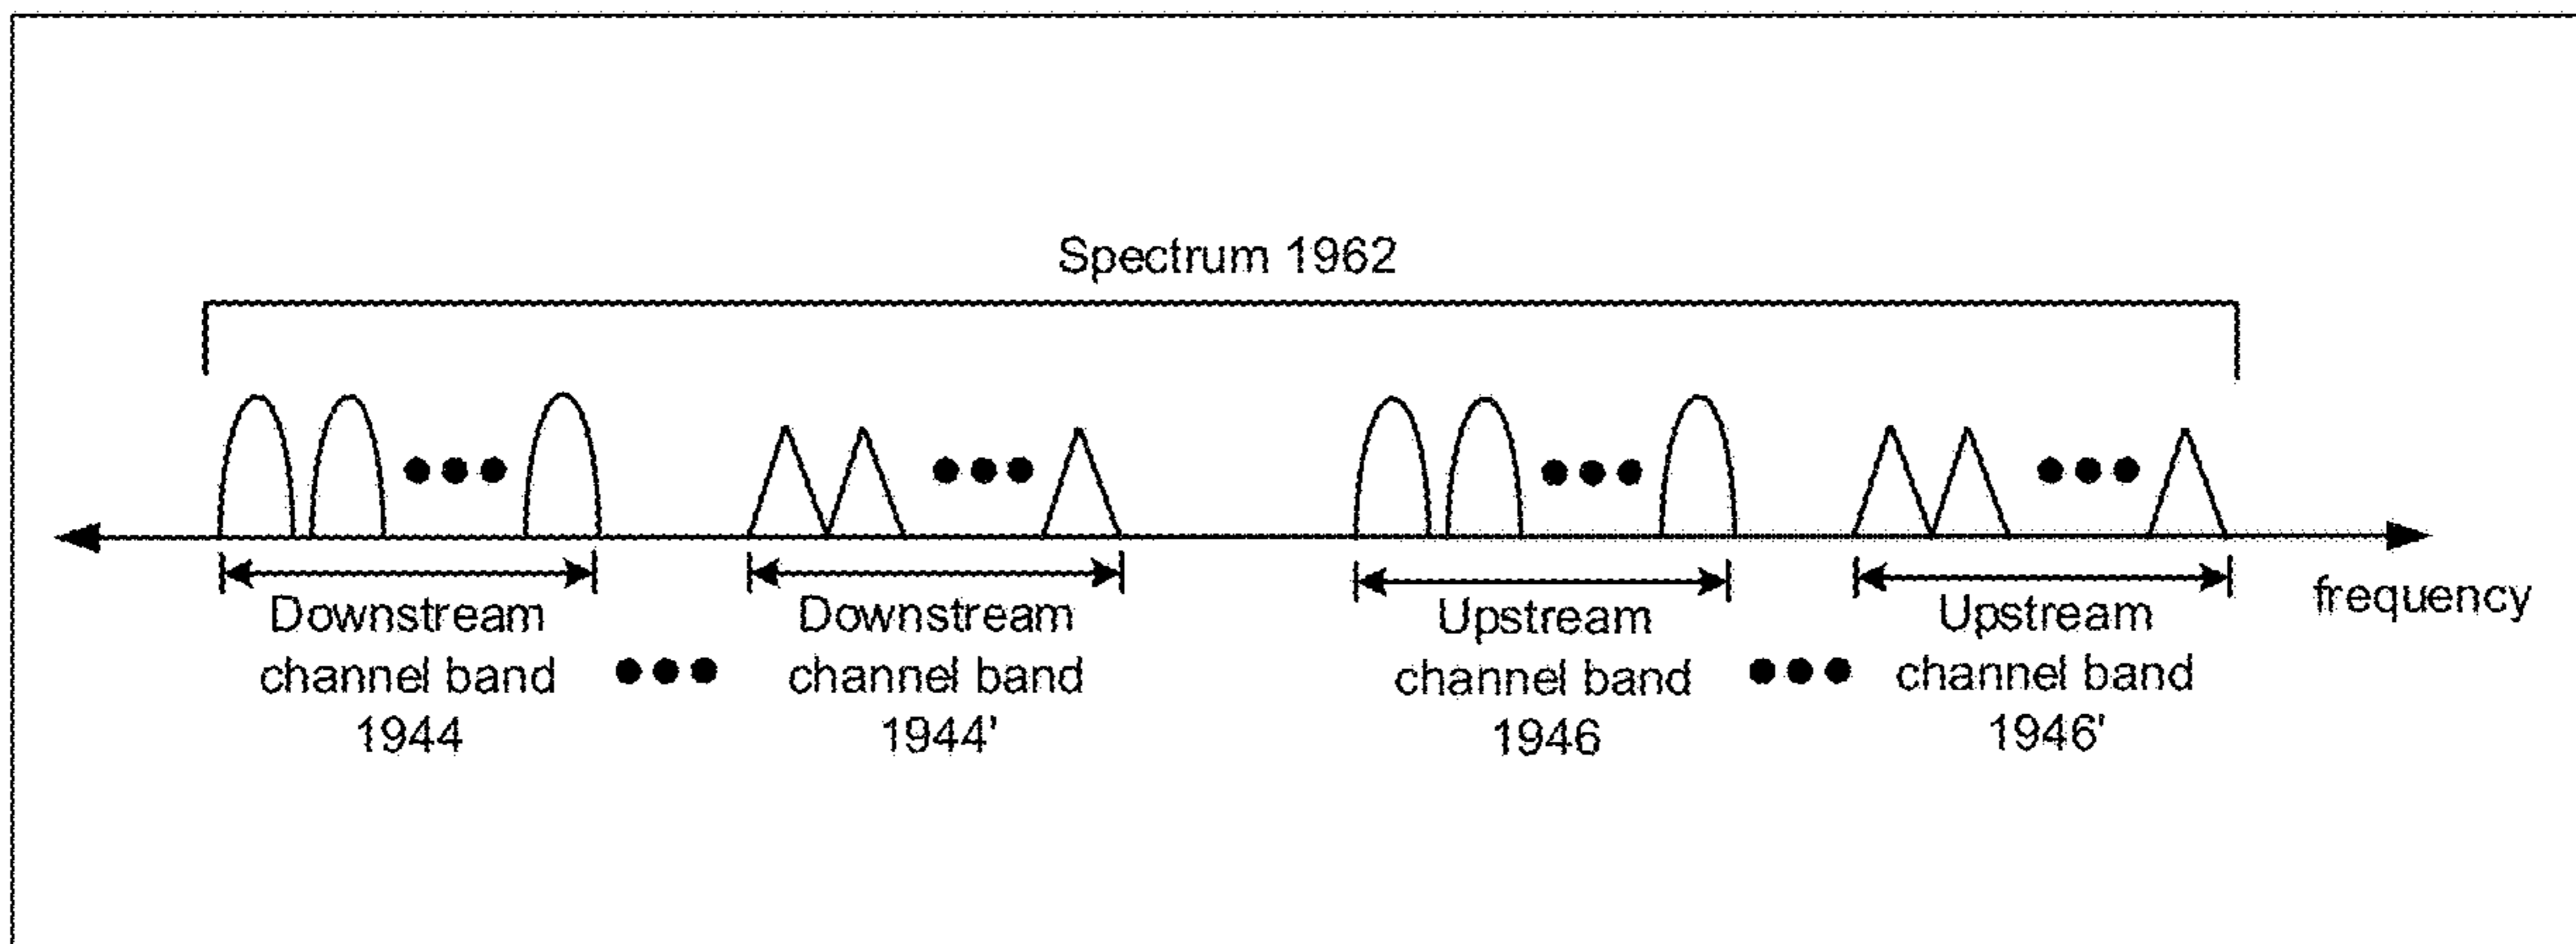 Spectrum 1962
Downstream
channel band
1944
Downstream
channel band
1944'
Upstream
channel band
1946
Upstream
channel band
1946'
frequency